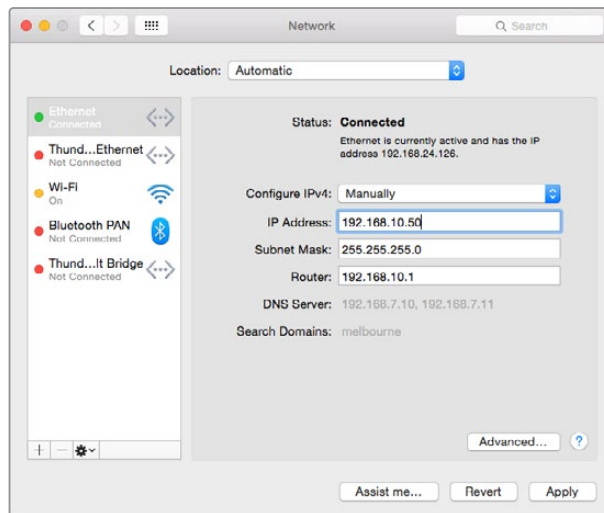 Network
Search
Location: Automatic
Ethernet
Connected
Thund...Ethernet
Not Connected
Wi-Fi
On
Bluetooth PAN
Not Connected
Thund...lt Bridge
Not Connected
Status: Connected
Ethernet is currently active and has the IP
address 192.168.24.126.
Configure IPv4: Manually
IP Address: 192.168.10.50
Subnet Mask: 255.255.255.0
Router: 192.168.10.1
DNS Server: 192.168.7.10, 192.168.7.11
Search Domains: melbourne
Advanced...
?
Assist me...
Revert
Apply